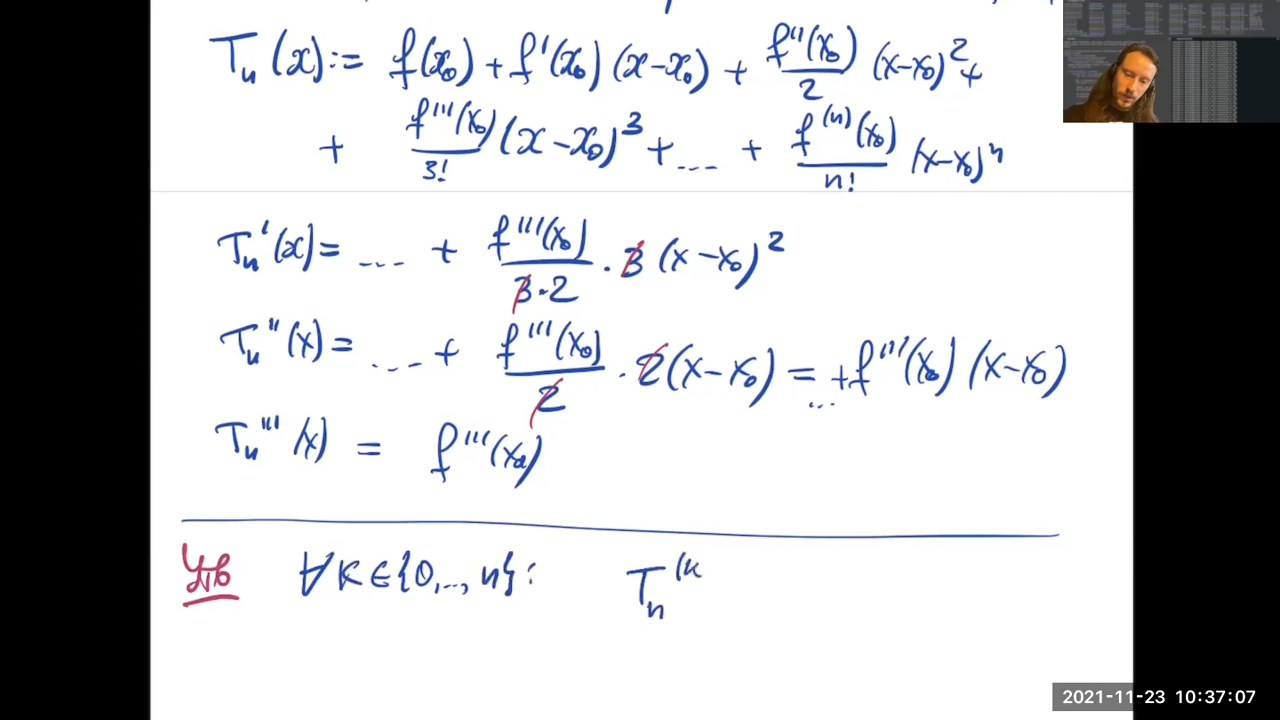 Tₙ(x) := f(x₀) + f'(x₀)(x−x₀) + f''(x₀)/2 (x−x₀)² +
+ f'''(x₀)/3! (x−x₀)³ + ... + f⁽ⁿ⁾(x₀)/n! (x−x₀)ⁿ
Tₙ'(x) = .... + f'''(x₀)/(3·2) · 3 (x−x₀)²
Tₙ''(x) = .... + f'''(x₀)/2 · 2(x−x₀) = ... + f'''(x₀)(x−x₀)
Tₙ'''(x) = f'''(x₀)
Утв ∀k∈{0,..., n}: Tₙ⁽ᵏ
2021-11-23 10:37:07